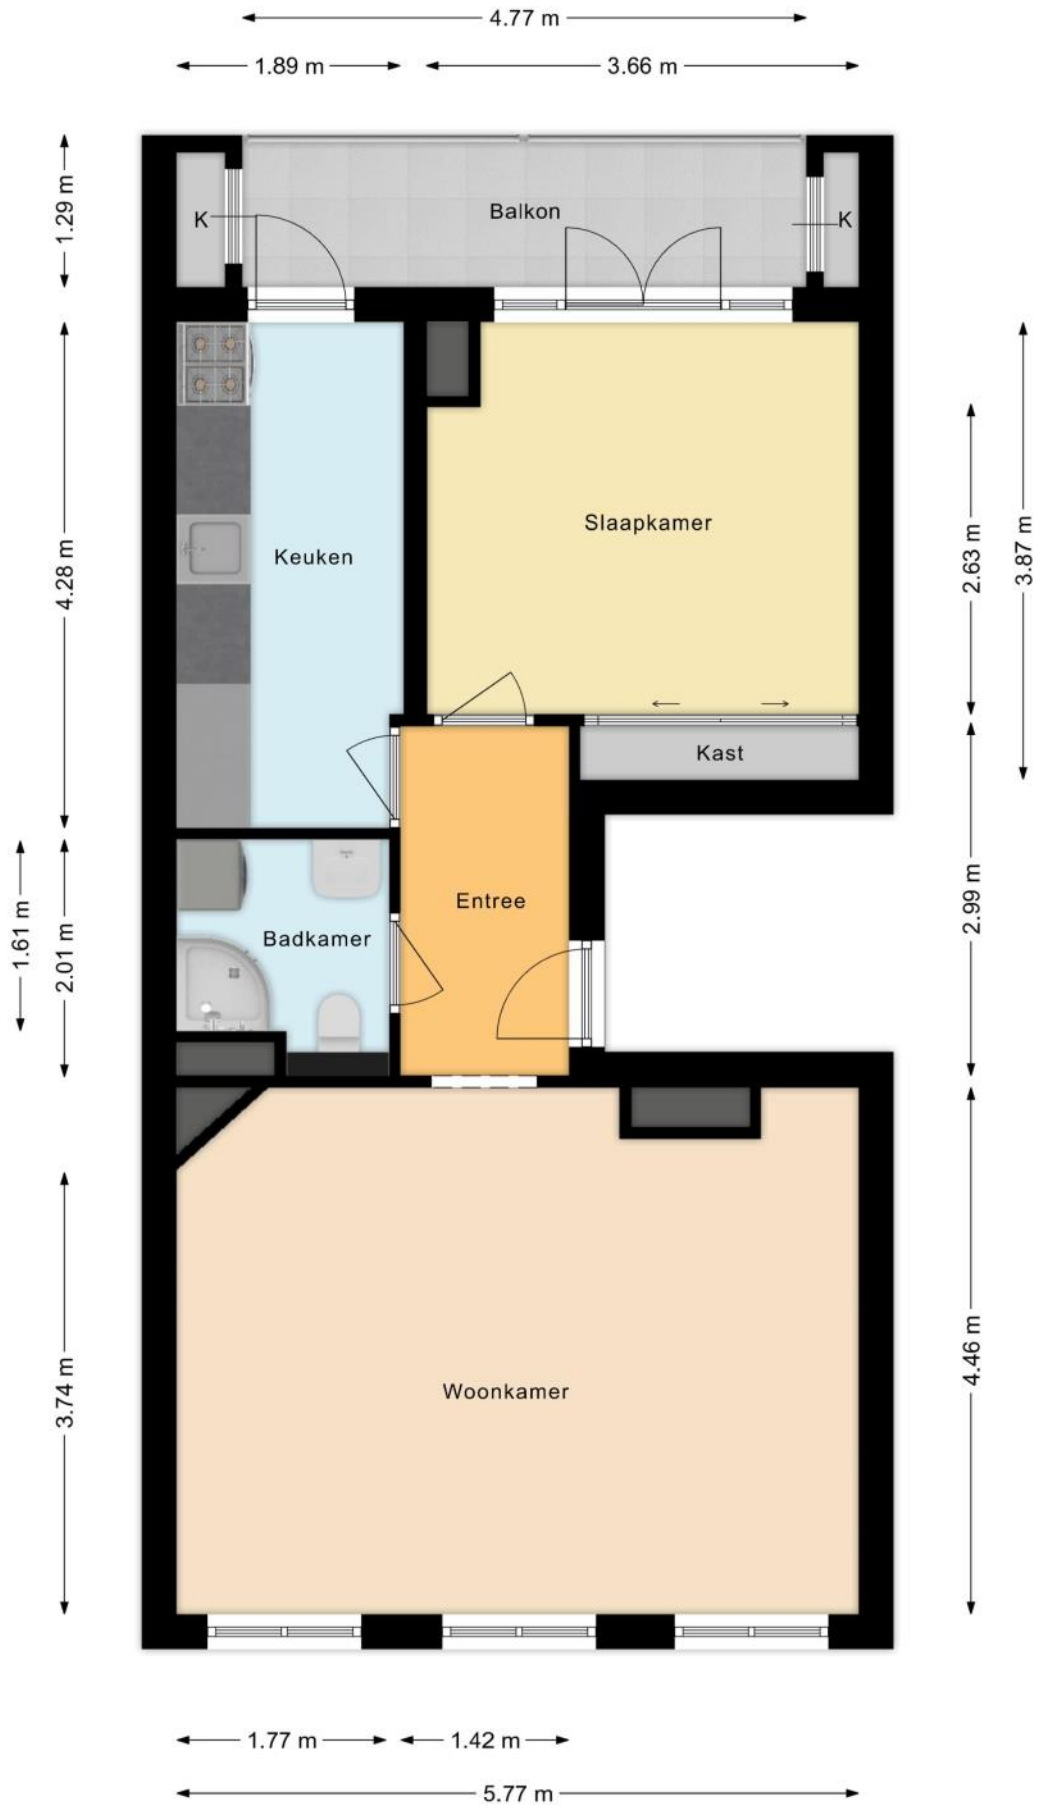 4.77 m
1.89 m
3.66 m
1.29 m
K
Balkon
K
4.28 m
Keuken
Slaapkamer
2.63 m
3.87 m
Kast
1.61 m
2.01 m
Badkamer
Entree
2.99 m
3.74 m
Woonkamer
4.46 m
1.77 m
1.42 m
5.77 m